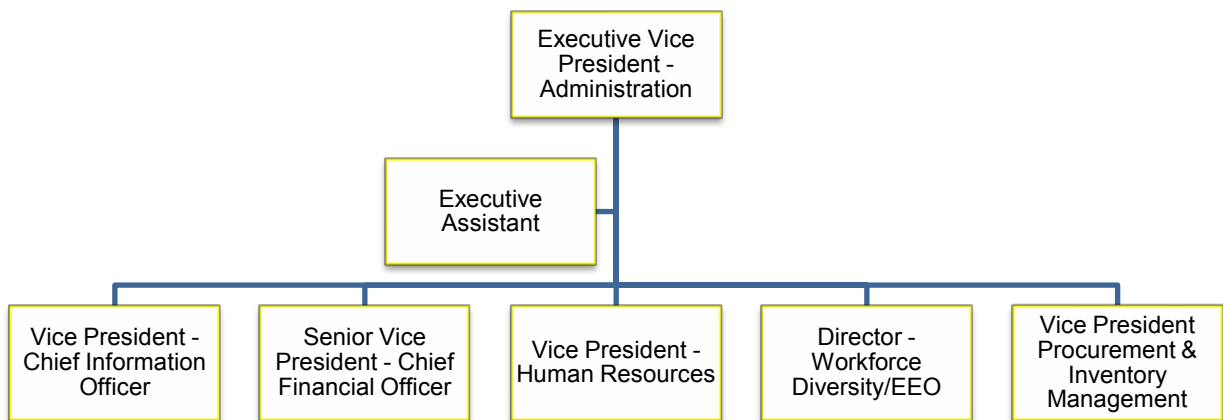 Executive Vice
President -
Administration
Executive
Assistant
Vice President -
Chief Information
Officer
Senior Vice
President - Chief
Financial Officer
Vice President -
Human Resources
Director -
Workforce
Diversity/EEO
Vice President
Procurement &
Inventory
Management